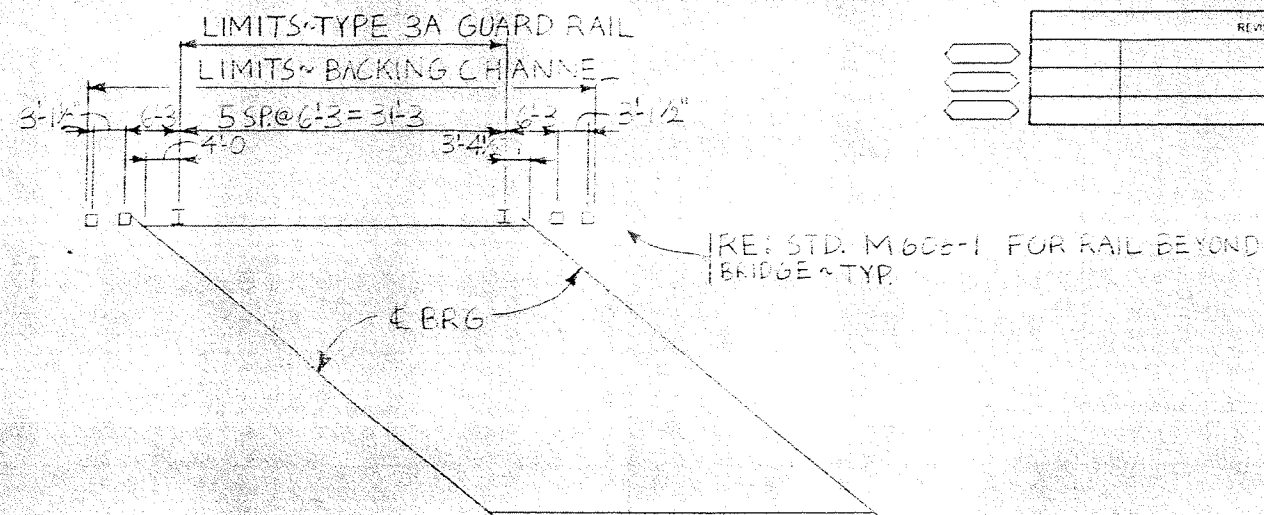 LIMITS~TYPE 3A GUARD RAIL
REVIS
LIMITS~BACKING CHANNEL
3'-1½" 6'-3 5 SP.@6'-3=31'-3 6'-3 3'-1½"
4'-0 3'-4½
RE: STD. M606-1 FOR RAIL BEYOND
BRIDGE~TYP.
℄ BRG